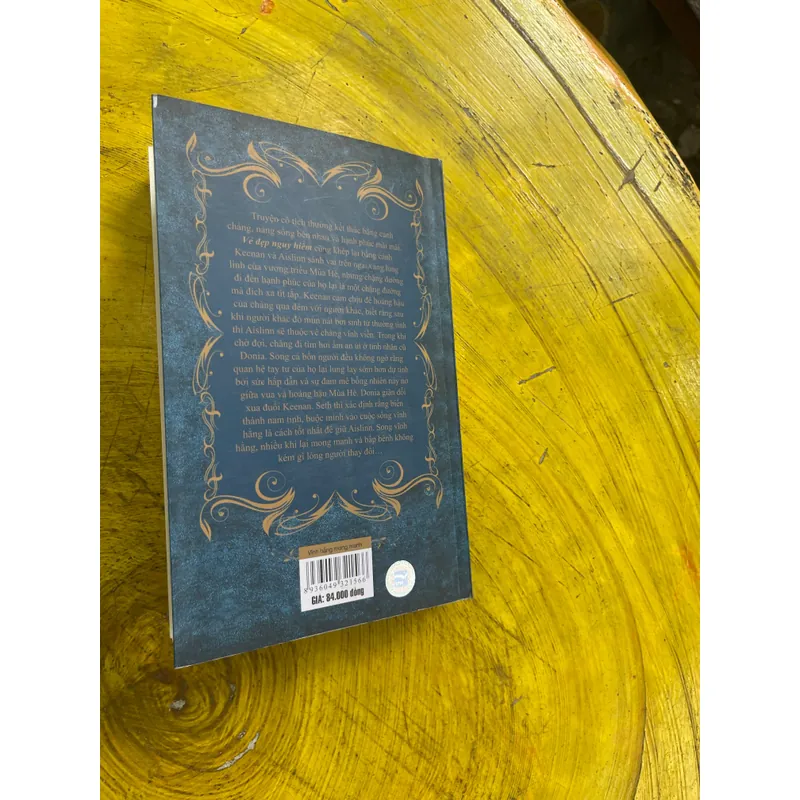 Truyện cổ tích thường kết thúc bằng cảnh
chàng, nàng sống bên nhau và hạnh phúc mãi mãi.
Vẻ đẹp nguy hiểm cũng khép lại bằng cảnh
Keenan và Aislinn sánh vai trên ngai vàng lung
linh của vương triều Mùa Hè, nhưng chặng đường
đi đến hạnh phúc của họ lại là một chặng đường
mà đích xa tít tắp. Keenan cam chịu để hoàng hậu
của chàng qua đêm với người khác, biết rằng sau
khi người khác đó mủn nát bởi sinh tử thường tình
thì Aislinn sẽ thuộc về chàng vĩnh viễn. Trong khi
chờ đợi, chàng đi tìm hơi ấm an ủi ở tình nhân cũ
Donia. Song cả bốn người đều không ngờ rằng
quan hệ tay tư của họ lại lung lay sớm hơn dự tính
bởi sức hấp dẫn và sự đam mê bỗng nhiên nảy nở
giữa vua và hoàng hậu Mùa Hè. Donia giận dỗi
xua đuổi Keenan. Seth thì xác định rằng biến
thành nam tinh, buộc mình vào cuộc sống vĩnh
hằng là cách tốt nhất để giữ Aislinn. Song vĩnh
hằng, nhiều khi lại mong manh và bấp bênh không
kém gì lòng người thay đổi...
Vĩnh hằng mong manh
8936049 321566
GIÁ: 84.000 đồng